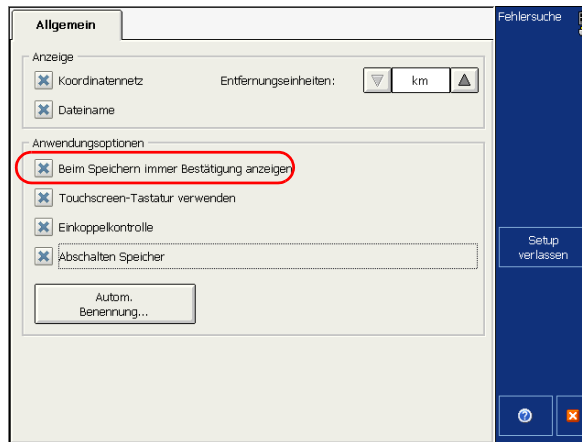 Allgemein
Fehlersuche
Anzeige
Koordinatennetz
Entfernungseinheiten:
km
Dateiname
Anwendungsoptionen
Beim Speichern immer Bestätigung anzeigen
Touchscreen-Tastatur verwenden
Einkoppelkontrolle
Abschalten Speicher
Autom.
Benennung...
Setup
verlassen